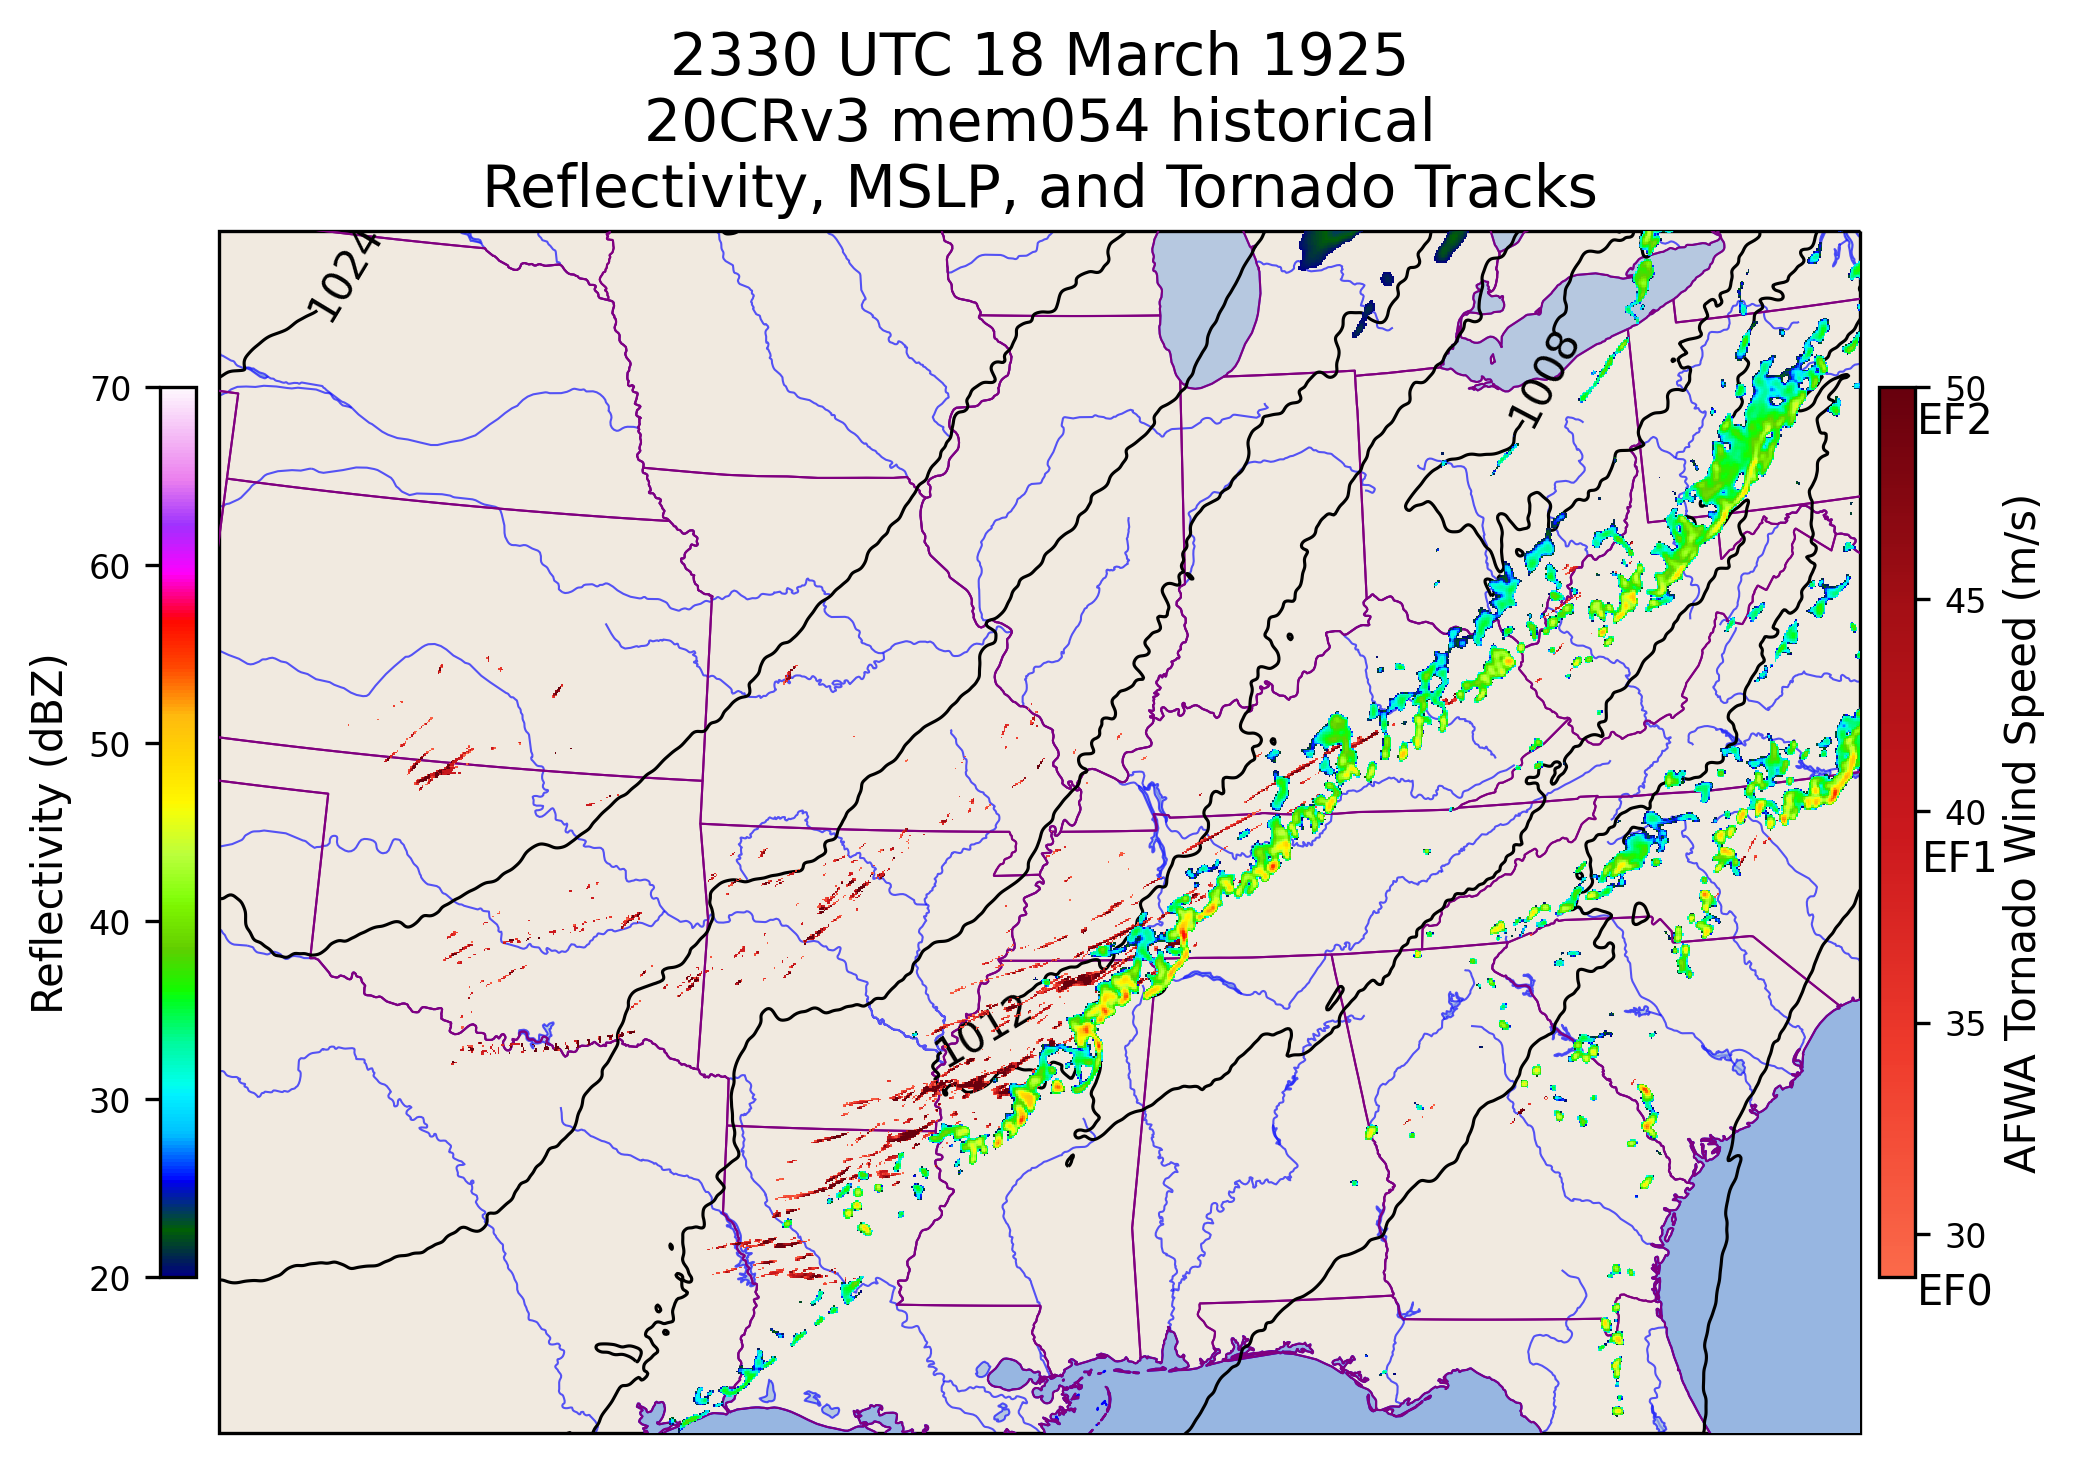 2330 UTC 18 March 1925
20CRv3 mem054 historical
Reflectivity, MSLP, and Tornado Tracks
1024
1008
1012
70
60
50
40
30
20
Reflectivity (dBZ)
50
EF2
45
40
EF1
35
30
EF0
AFWA Tornado Wind Speed (m/s)